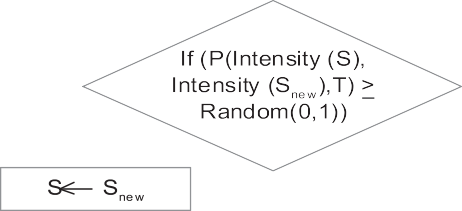 If (P(Intensity (S),
Intensity (Snew),T) ≥
Random(0,1))
S← Snew